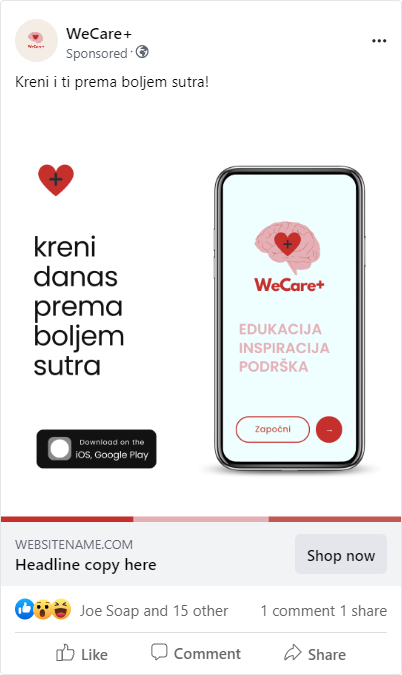 WeCare+
WeCare+
Sponsored ·
Kreni i ti prema boljem sutra!
kreni
danas
prema
boljem
sutra
Download on the
iOS, Google Play
WeCare+
EDUKACIJA
INSPIRACIJA
PODRŠKA
Započni
→
WEBSITENAME.COM
Headline copy here
Shop now
Joe Soap and 15 other
1 comment 1 share
Like
Comment
Share